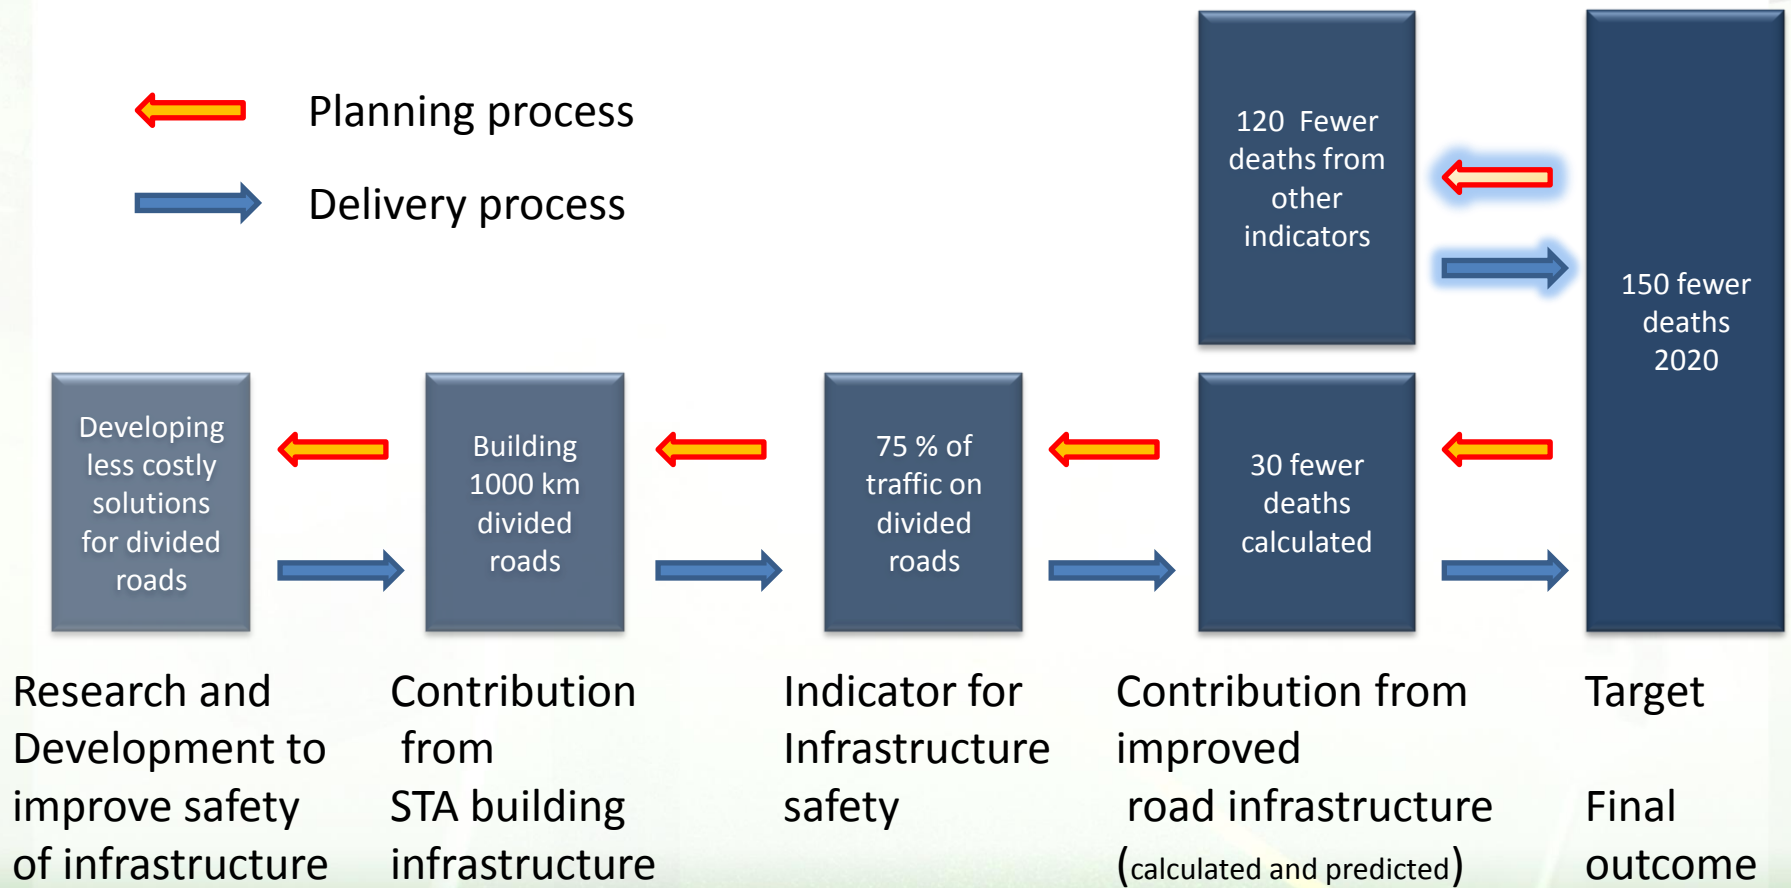 Planning process
Delivery process
120 Fewer
deaths from
other
indicators
150 fewer
deaths
2020
Developing
less costly
solutions
for divided
roads
Building
1000 km
divided
roads
75 % of
traffic on
divided
roads
30 fewer
deaths
calculated
Research and
Development to
improve safety
of infrastructure
Contribution
from
STA building
infrastructure
Indicator for
Infrastructure
safety
Contribution from
improved
road infrastructure
(calculated and predicted)
Target
Final
outcome